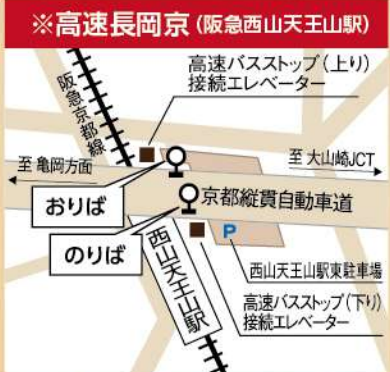 ※高速長岡京(阪急西山天王山駅)
高速バスストップ(上り)
接続エレベーター
阪急京都線
至 亀岡方面
至 大山崎JCT
おりば
京都縦貫自動車道
のりば
P
西山天王山駅
西山天王山駅東駐車場
高速バスストップ(下り)
接続エレベーター